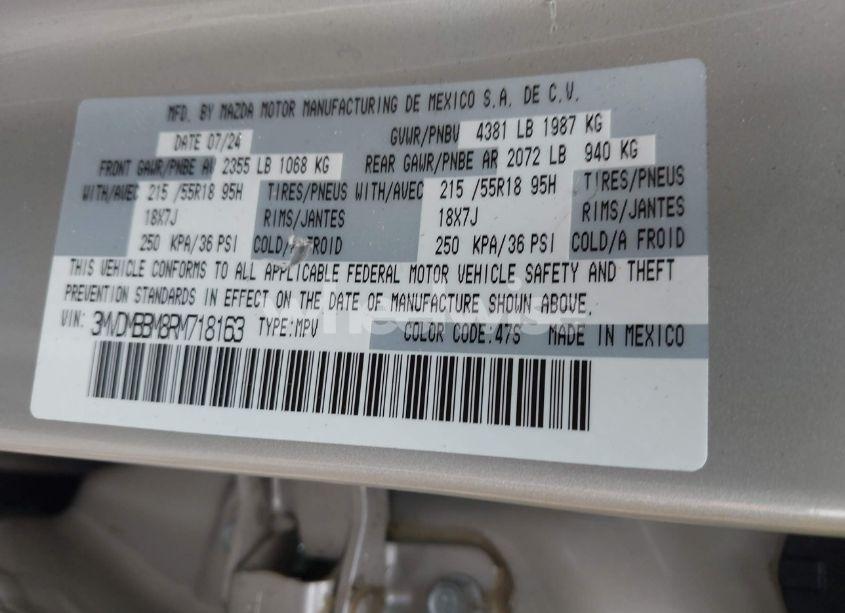 MFD. BY MAZDA MOTOR MANUFACTURING DE MEXICO S.A. DE C.V.
DATE 07/24 GVWR/PNBV 4381 LB 1987 KG
FRONT GAWR/PNBE AV 2355 LB 1068 KG REAR GAWR/PNBE AR 2072 LB 940 KG
WITH/AVEC 215 /55R18 95H TIRES/PNEUS WITH/AVEC 215 /55R18 95H TIRES/PNEUS
18X7J RIMS/JANTES 18X7J RIMS/JANTES
250 KPA/36 PSI COLD/A FROID 250 KPA/36 PSI COLD/A FROID
THIS VEHICLE CONFORMS TO ALL APPLICABLE FEDERAL MOTOR VEHICLE SAFETY AND THEFT
PREVENTION STANDARDS IN EFFECT ON THE DATE OF MANUFACTURE SHOWN ABOVE.
VIN: 3MVDMBBM8RM718163 TYPE:MPV COLOR CODE:47S MADE IN MEXICO